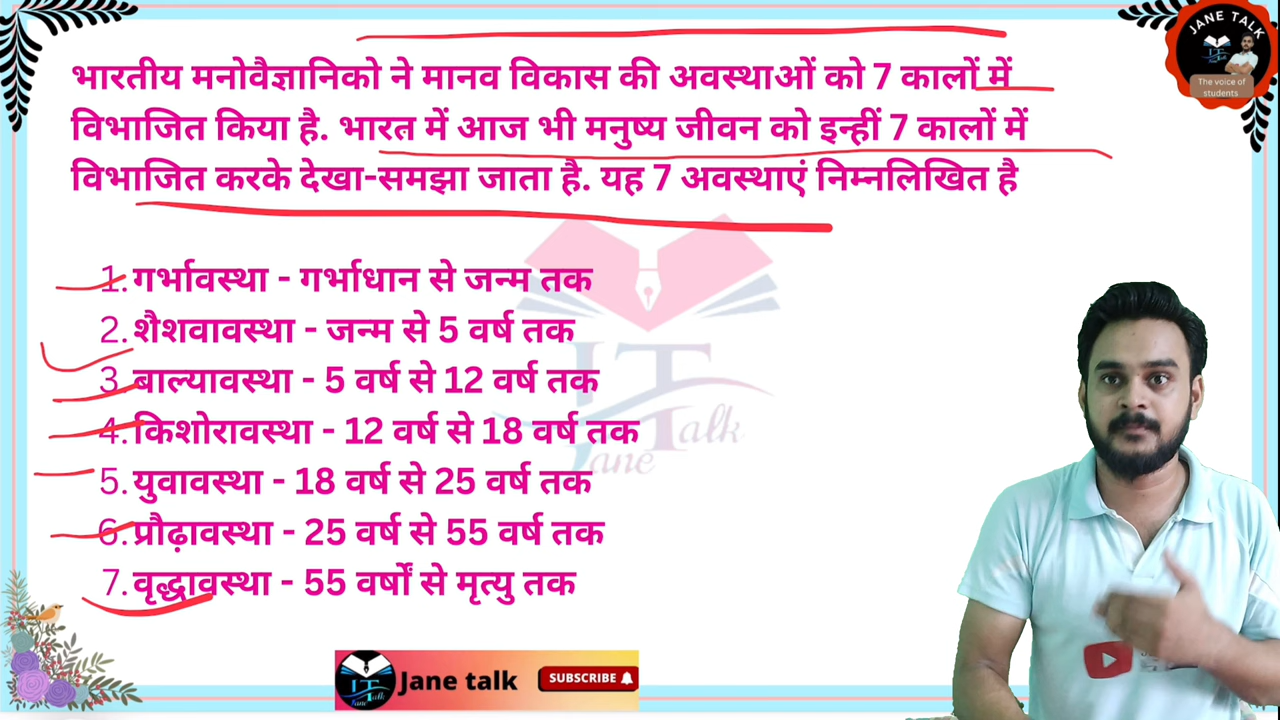 JANE TALK
The voice of
students
भारतीय मनोवैज्ञानिको ने मानव विकास की अवस्थाओं को 7 कालों में
विभाजित किया है. भारत में आज भी मनुष्य जीवन को इन्हीं 7 कालों में
विभाजित करके देखा-समझा जाता है. यह 7 अवस्थाएं निम्नलिखित है
1. गर्भावस्था - गर्भाधान से जन्म तक
2. शैशवावस्था - जन्म से 5 वर्ष तक
3. बाल्यावस्था - 5 वर्ष से 12 वर्ष तक
4. किशोरावस्था - 12 वर्ष से 18 वर्ष तक
5. युवावस्था - 18 वर्ष से 25 वर्ष तक
6. प्रौढ़ावस्था - 25 वर्ष से 55 वर्ष तक
7. वृद्धावस्था - 55 वर्षों से मृत्यु तक
Jane Talk
Jane talk
SUBSCRIBE